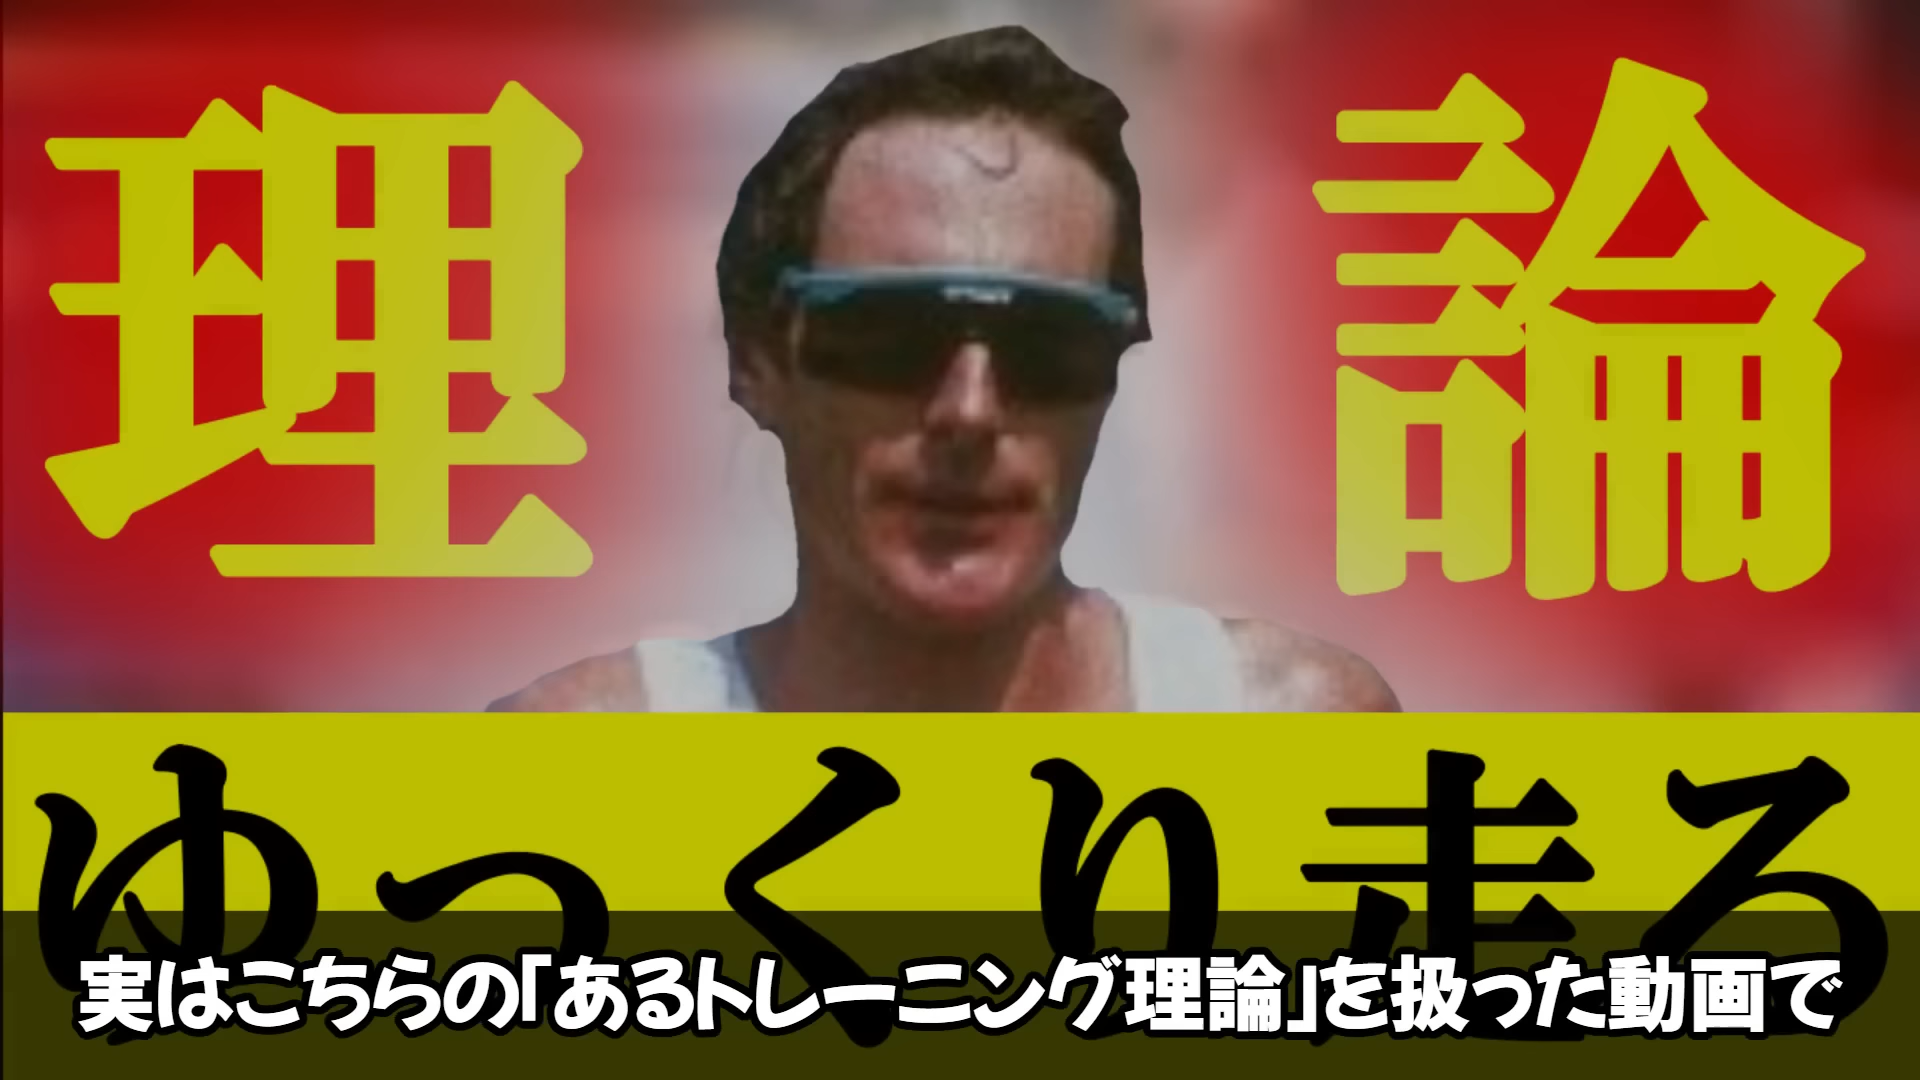 理論
ゆっくり走ろ
実はこちらの「あるトレーニング理論」を扱った動画で